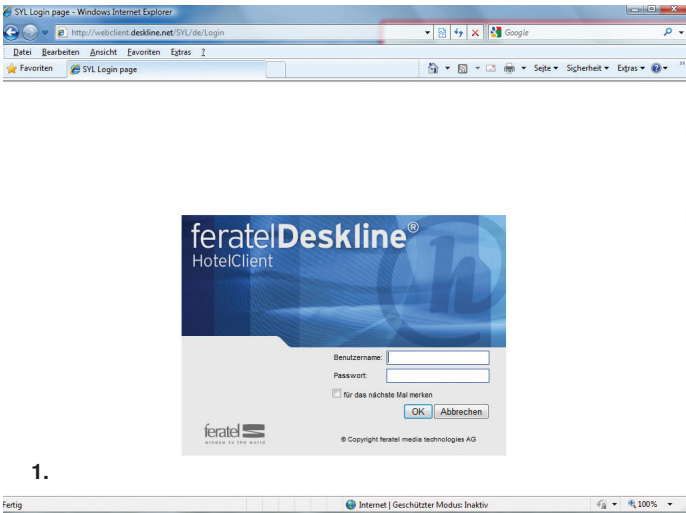 SYL Login page - Windows Internet Explorer
http://webclient.deskline.net/SYL/de/Login
Google
Datei Bearbeiten Ansicht Favoriten Extras ?
Favoriten SYL Login page Seite Sicherheit Extras
feratelDeskline®
HotelClient
Benutzername:
Passwort:
für das nächste Mal merken
OK Abbrechen
feratel
window to the world
© Copyright feratel media technologies AG
1.
Fertig Internet | Geschützter Modus: Inaktiv 100%